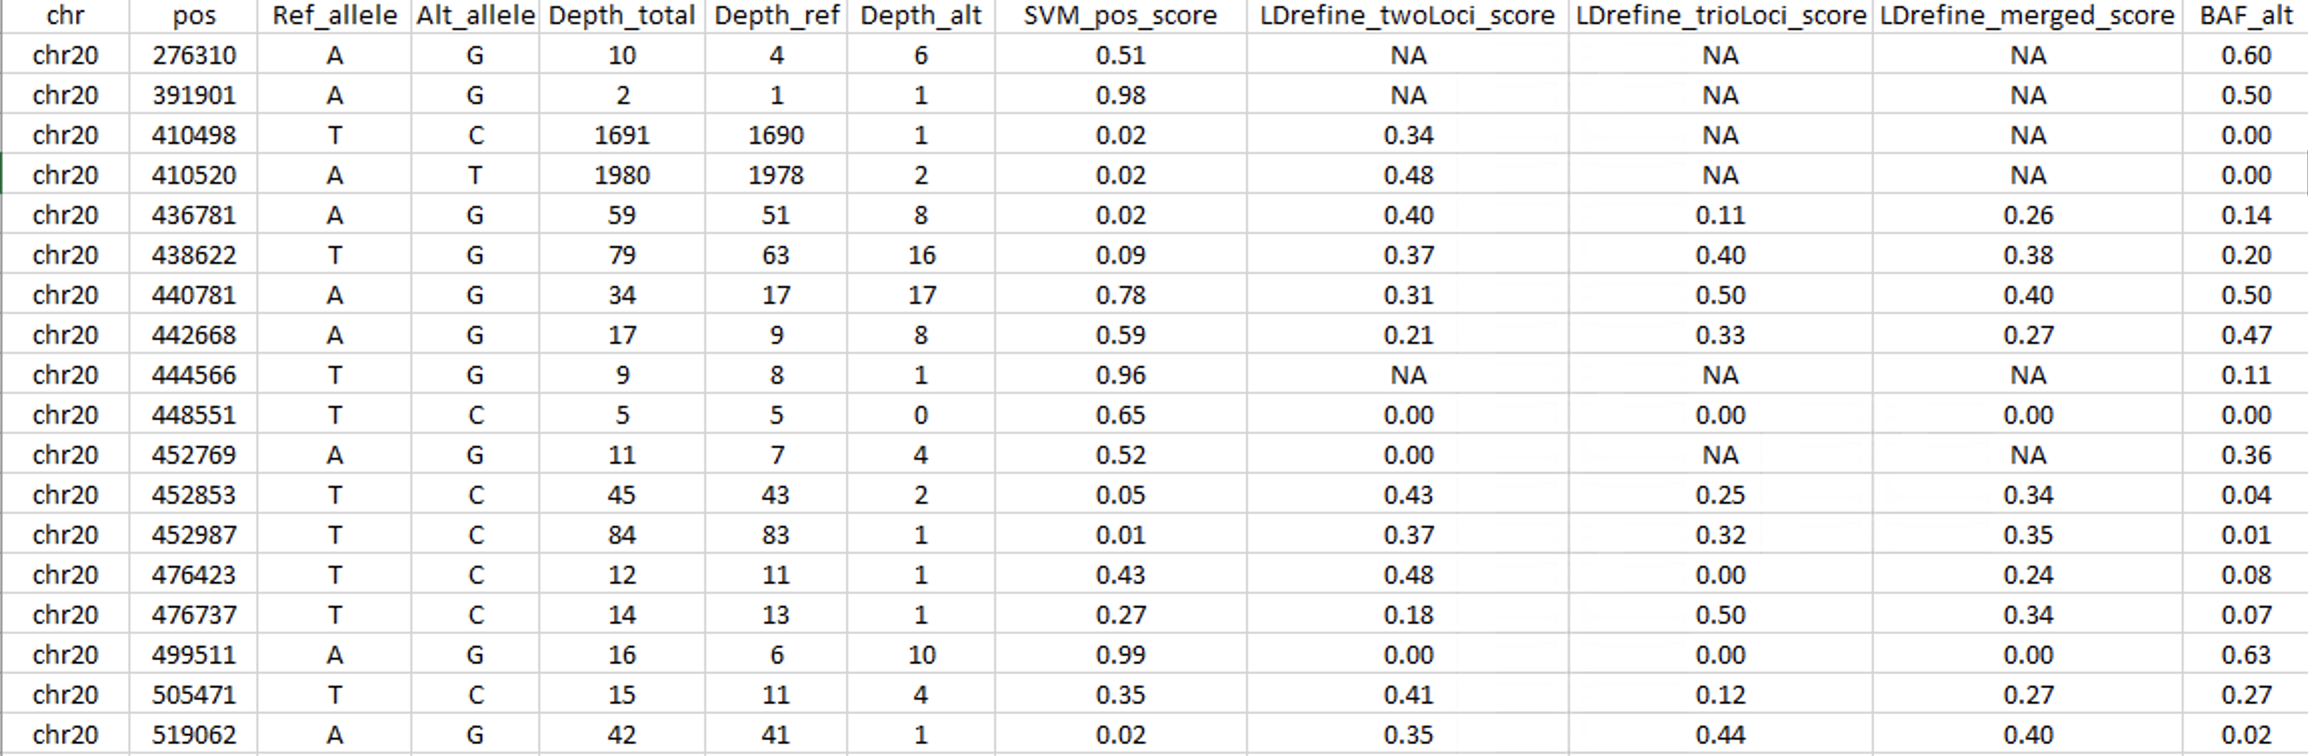 chr pos Ref_allele Alt_allele Depth_total Depth_ref Depth_alt SVM_pos_score LDrefine_twoLoci_score LDrefine_trioLoci_score LDrefine_merged_score BAF_alt
chr20 276310 A G 10 4 6 0.51 NA NA NA 0.60
chr20 391901 A G 2 1 1 0.98 NA NA NA 0.50
chr20 410498 T C 1691 1690 1 0.02 0.34 NA NA 0.00
chr20 410520 A T 1980 1978 2 0.02 0.48 NA NA 0.00
chr20 436781 A G 59 51 8 0.02 0.40 0.11 0.26 0.14
chr20 438622 T G 79 63 16 0.09 0.37 0.40 0.38 0.20
chr20 440781 A G 34 17 17 0.78 0.31 0.50 0.40 0.50
chr20 442668 A G 17 9 8 0.59 0.21 0.33 0.27 0.47
chr20 444566 T G 9 8 1 0.96 NA NA NA 0.11
chr20 448551 T C 5 5 0 0.65 0.00 0.00 0.00 0.00
chr20 452769 A G 11 7 4 0.52 0.00 NA NA 0.36
chr20 452853 T C 45 43 2 0.05 0.43 0.25 0.34 0.04
chr20 452987 T C 84 83 1 0.01 0.37 0.32 0.35 0.01
chr20 476423 T C 12 11 1 0.43 0.48 0.00 0.24 0.08
chr20 476737 T C 14 13 1 0.27 0.18 0.50 0.34 0.07
chr20 499511 A G 16 6 10 0.99 0.00 0.00 0.00 0.63
chr20 505471 T C 15 11 4 0.35 0.41 0.12 0.27 0.27
chr20 519062 A G 42 41 1 0.02 0.35 0.44 0.40 0.02